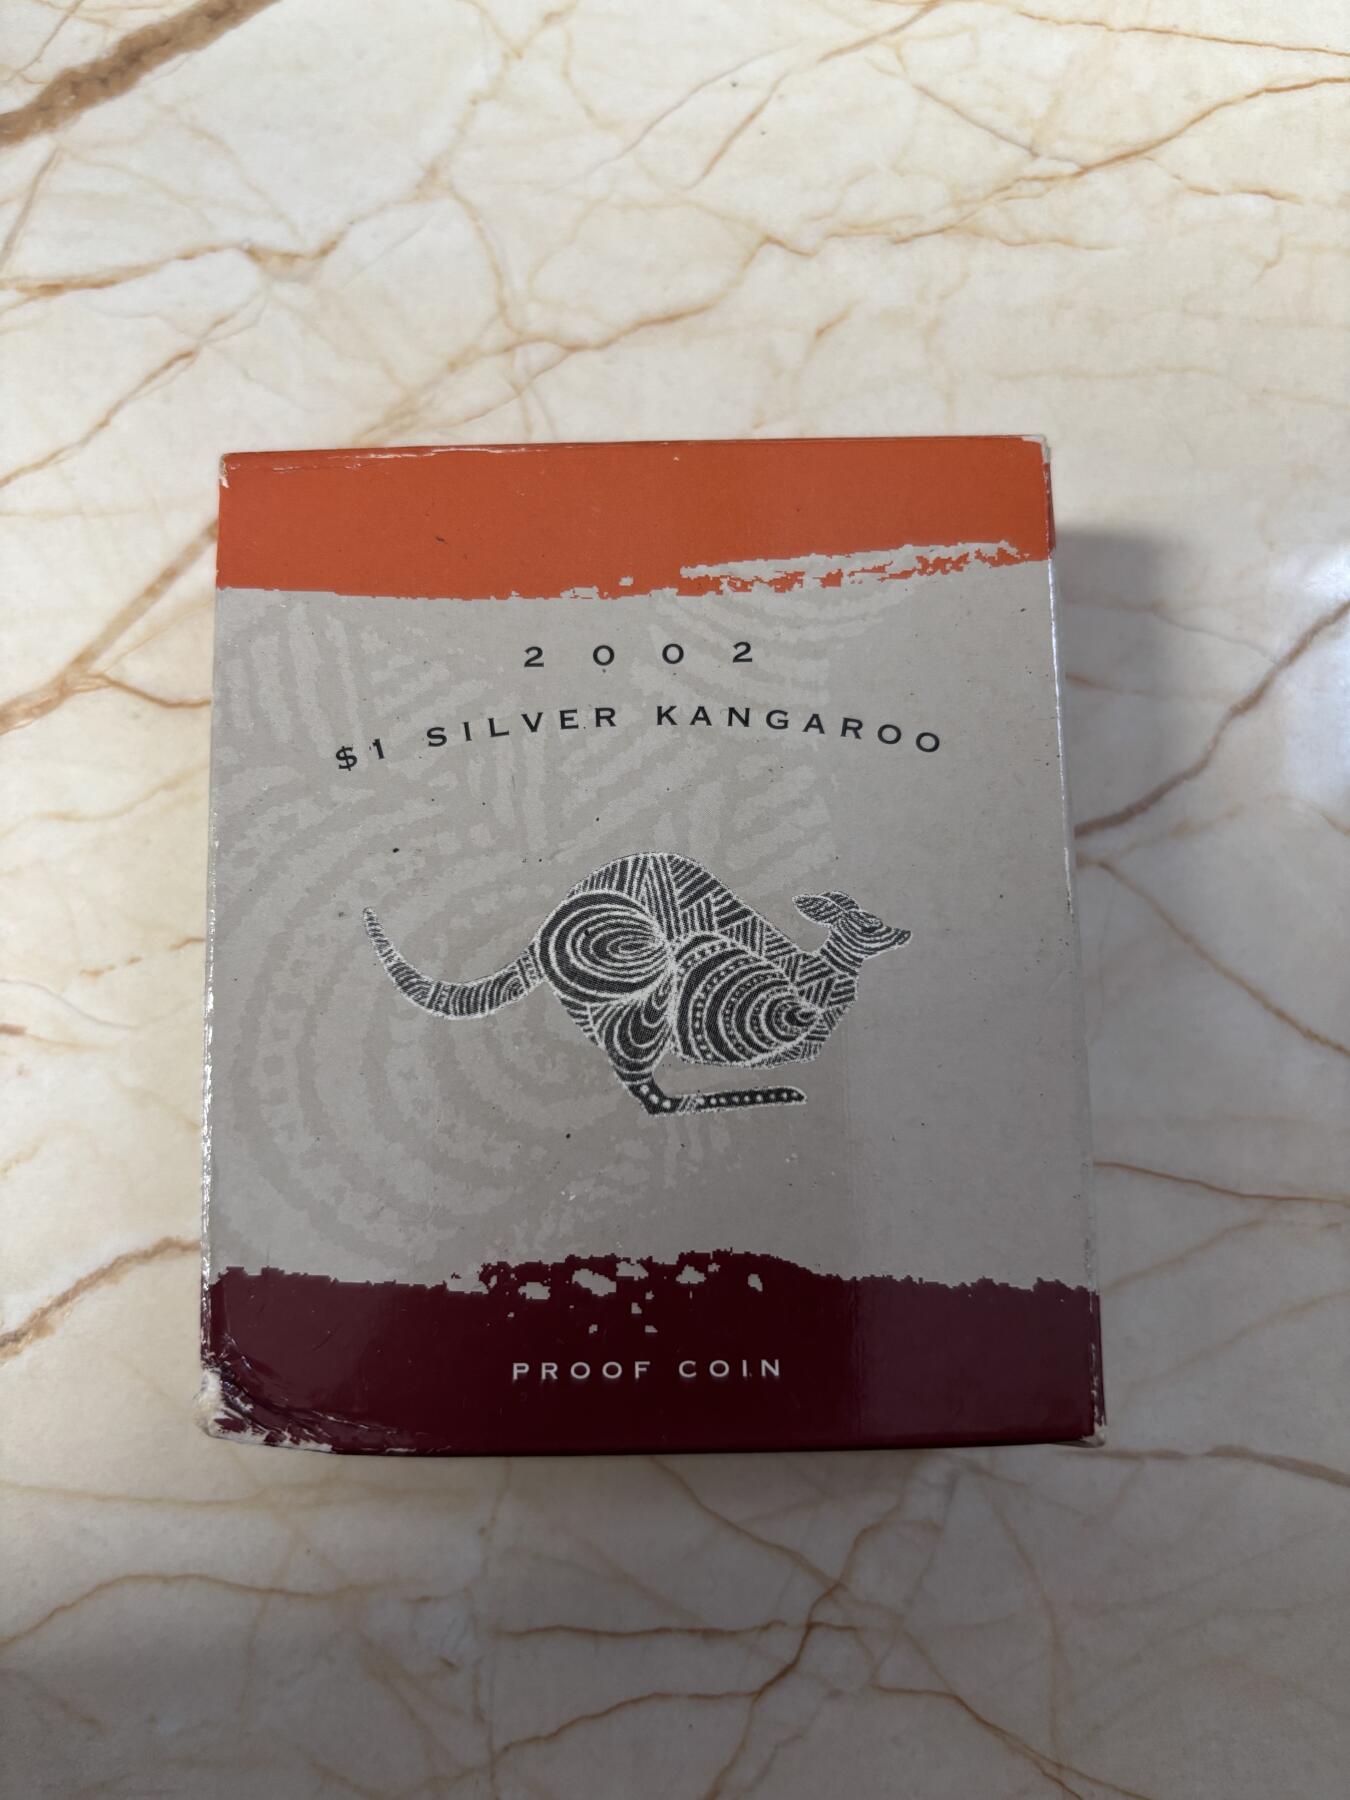 2002
$1 SILVER KANGAROO
PROOF COIN